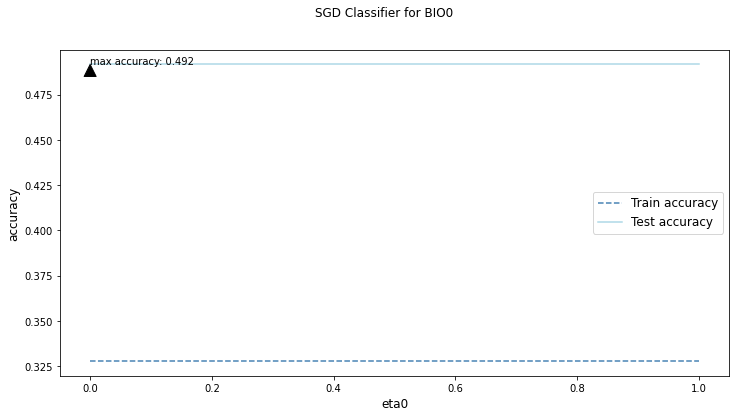 SGD Classifier for BIO0
max accuracy: 0.492
0.475
0.450
0.425
0.400
0.375
0.350
0.325
accuracy
Train accuracy
Test accuracy
0.0 0.2 0.4 0.6 0.8 1.0
eta0